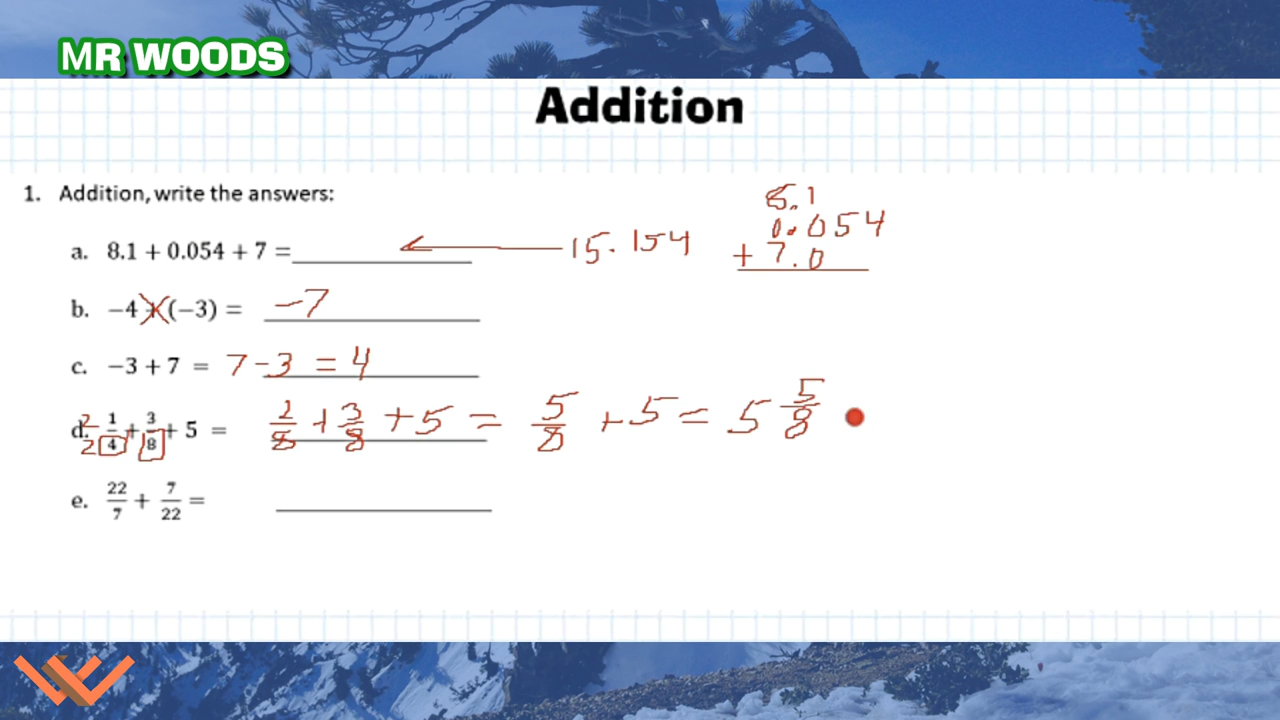 MR WOODS
Addition
1. Addition, write the answers:
8.1
0.054
+ 7.0
a. 8.1 + 0.054 + 7 = 15.154
b. −4 + (−3) = −7
c. −3 + 7 = 7 − 3 = 4
d. 2/2 1/4 + 3/8 + 5 = 2/8 + 3/8 + 5 = 5/8 + 5 = 5 5/8
e. 22/7 + 7/22 =